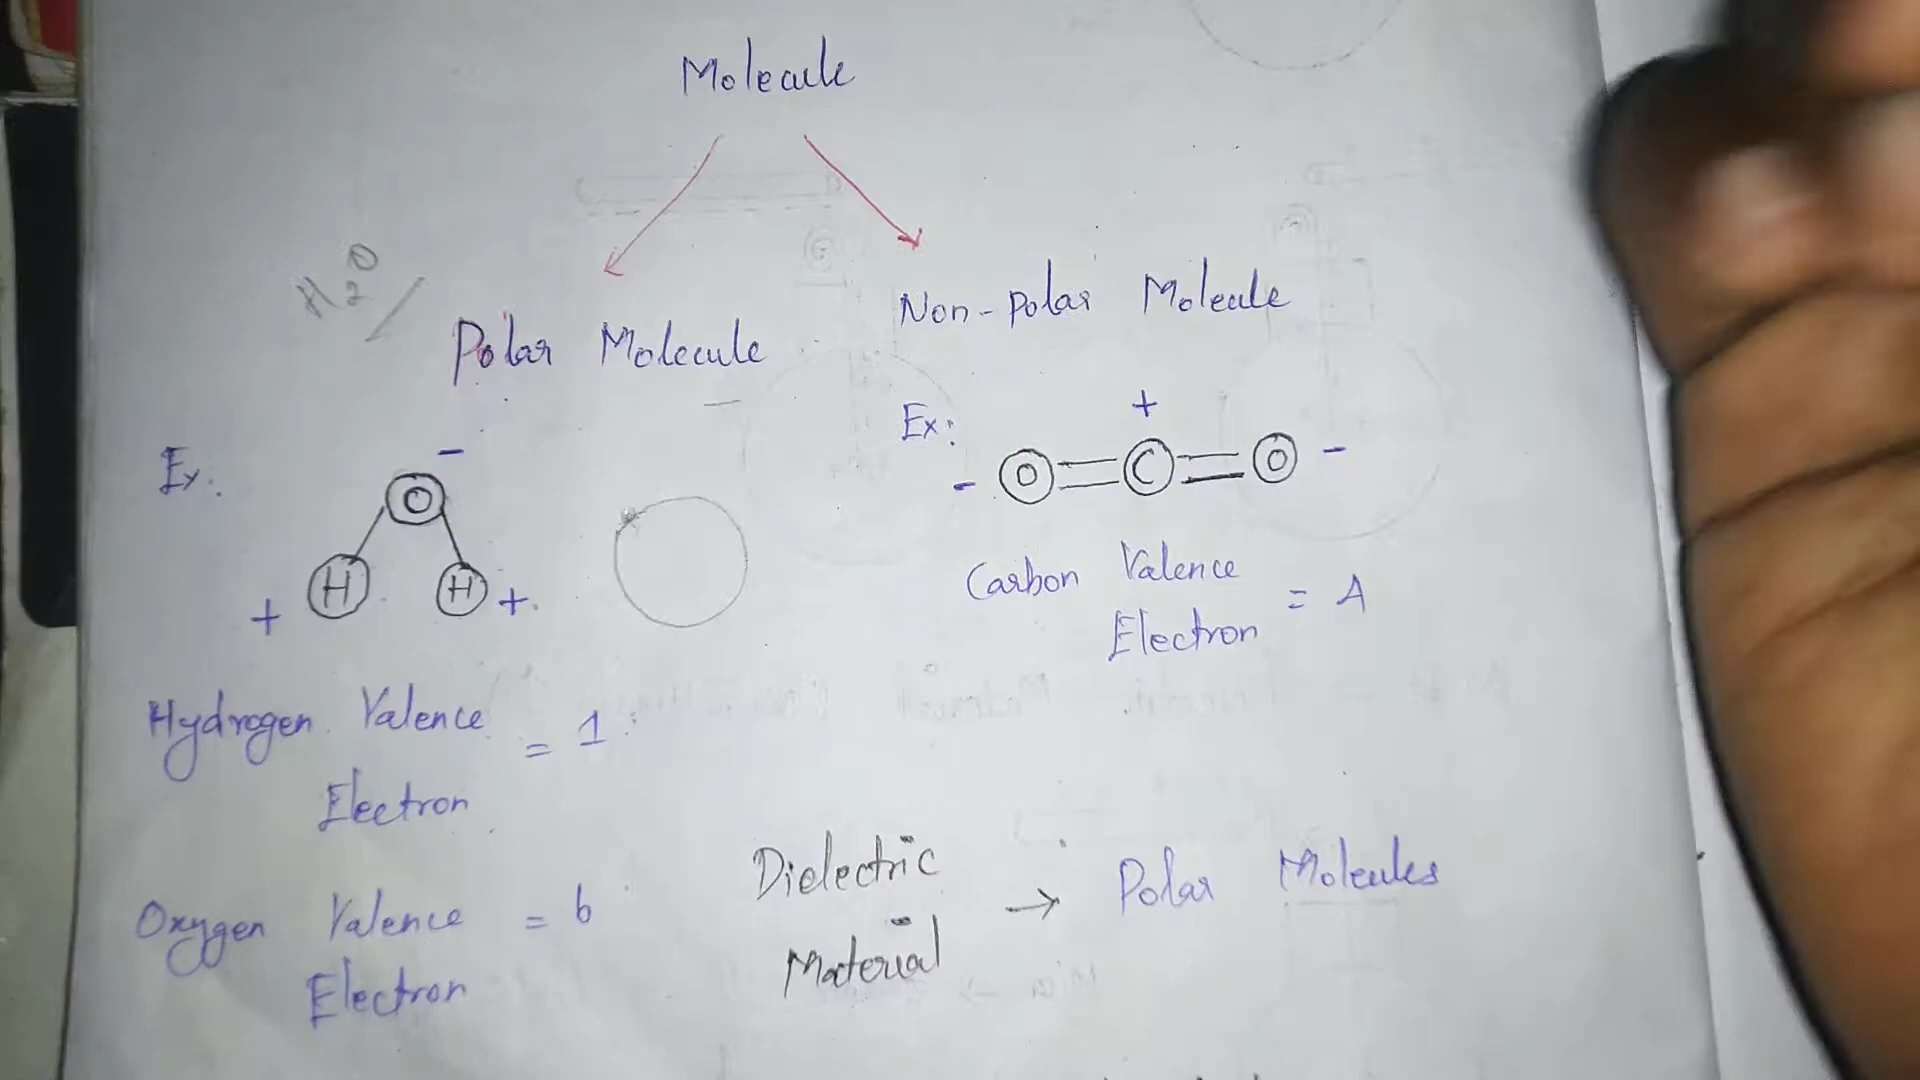 Molecule
H2O
Polar Molecule
Non-Polar Molecule
Ex:
-
O
H H
+ +
Ex:
+
- O = C = O -
Carbon Valence
Electron = 4
Hydrogen Valence
Electron = 1
Oxygen Valence
Electron = 6
Dielectric
Material → Polar Molecules